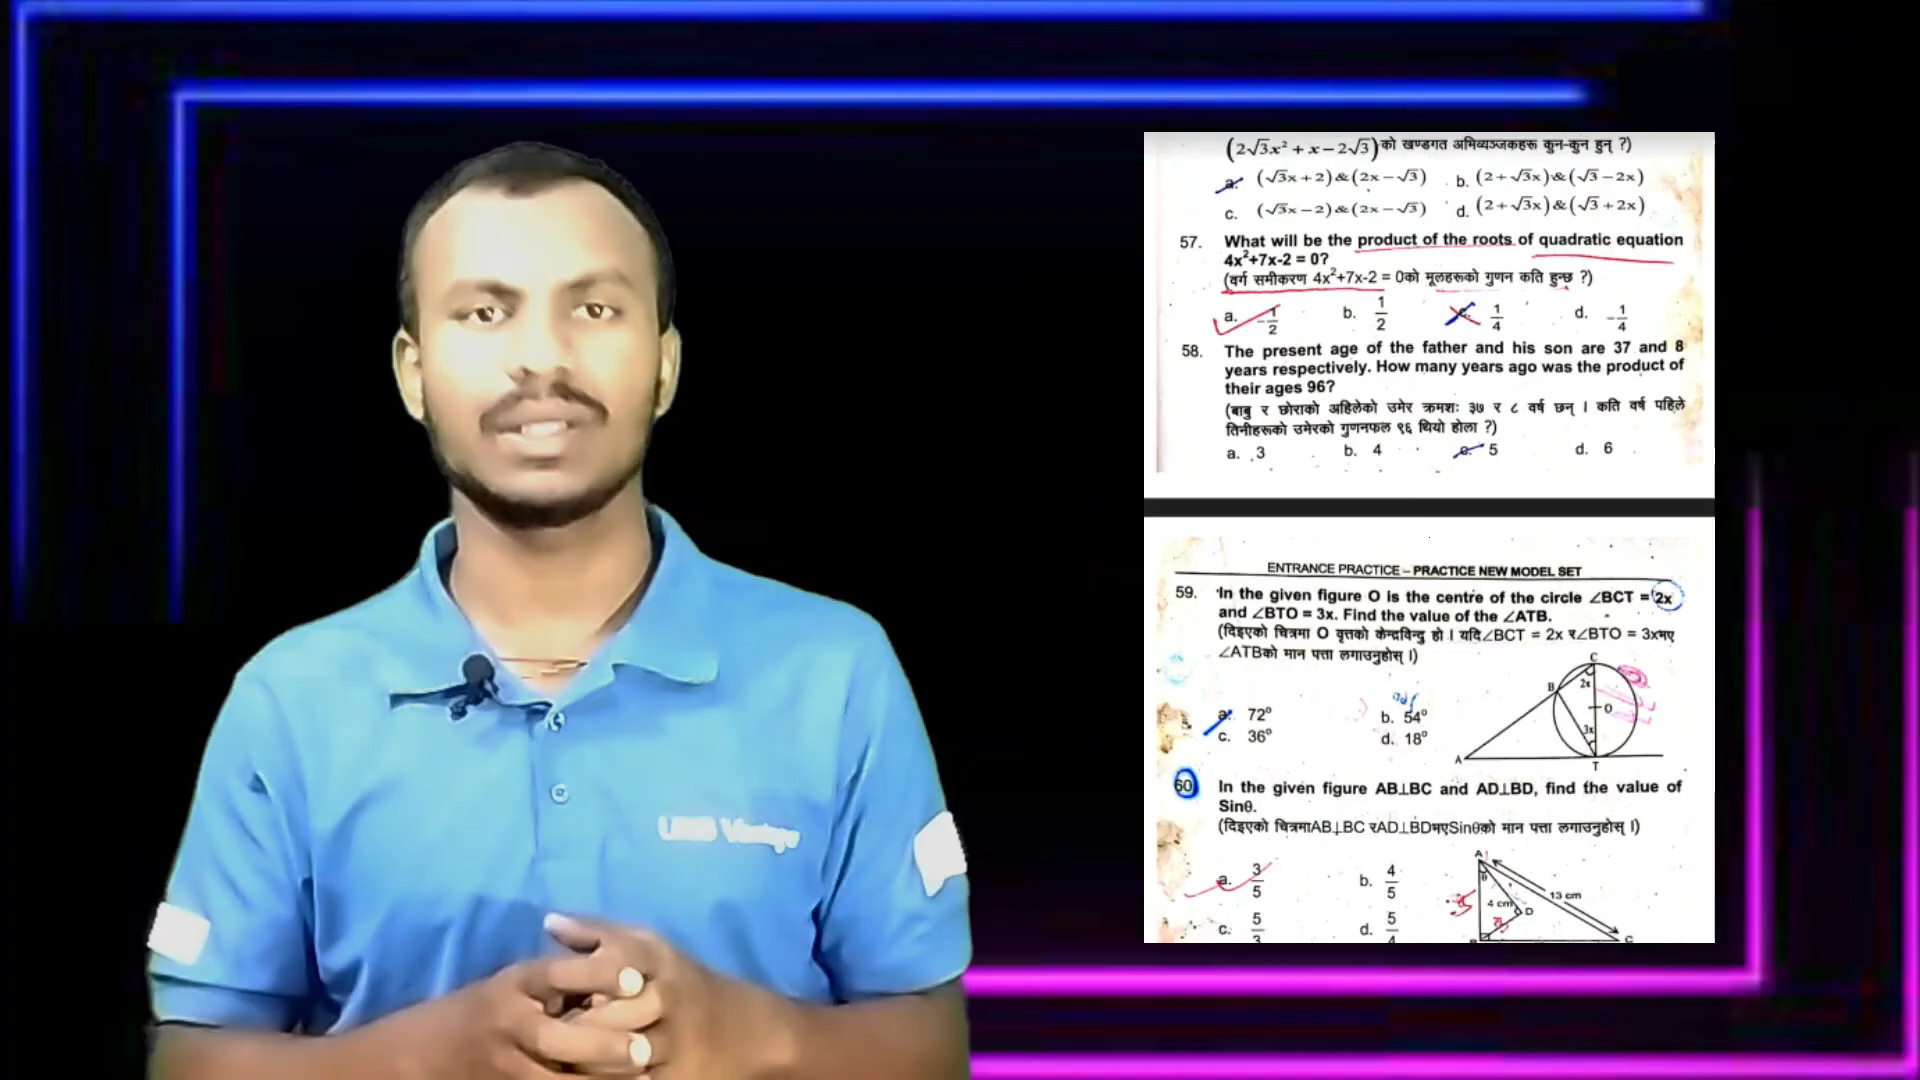 (2√3x² + x – 2√3) को खण्डगत अभिव्यञ्जकहरू कुन-कुन हुन् ?)
a. (√3x + 2) & (2x – √3) b. (2 + √3x) & (√3 – 2x)
c. (√3x – 2) & (2x – √3) d. (2 + √3x) & (√3 + 2x)
57. What will be the product of the roots of quadratic equation
4x²+7x-2 = 0?
(वर्ग समीकरण 4x²+7x-2 = 0को मूलहरूको गुणन कति हुन्छ ?)
a. -1/2 b. 1/2 c. 1/4 d. -1/4
58. The present age of the father and his son are 37 and 8
years respectively. How many years ago was the product of
their ages 96?
(बाबु र छोराको अहिलेको उमेर क्रमशः ३७ र ८ वर्ष छन् । कति वर्ष पहिले
तिनीहरूको उमेरको गुणनफल ९६ थियो होला ?)
a. 3 b. 4 c. 5 d. 6
ENTRANCE PRACTICE – PRACTICE NEW MODEL SET
59. In the given figure O is the centre of the circle ∠BCT = 2x
and ∠BTO = 3x. Find the value of the ∠ATB.
(दिइएको चित्रमा O वृत्तको केन्द्रविन्दु हो । यदि∠BCT = 2x र∠BTO = 3xभए
∠ATBको मान पत्ता लगाउनुहोस् ।)
a. 72° b. 54°
c. 36° d. 18°
C
2x
B
O
3x
A
T
60. In the given figure AB⊥BC and AD⊥BD, find the value of
Sinθ.
(दिइएको चित्रमाAB⊥BC रAD⊥BDभएSinθको मान पत्ता लगाउनुहोस् ।)
a. 3/5 b. 4/5
c. 5/3 d. 5/4
A
θ
13 cm
4 cm
D
C